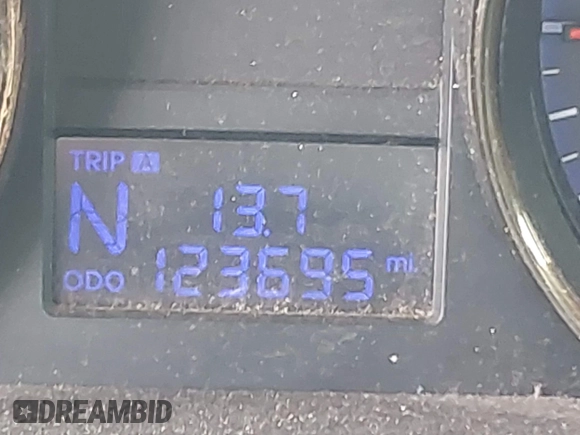 TRIP A
N 13.7
ODO 123695 mi
DREAMBID